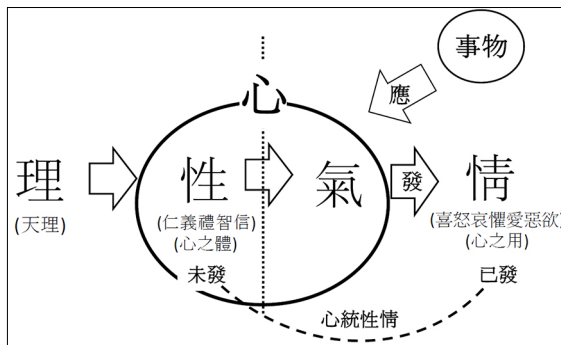 事物
應
心
理
(天理)
性
(仁義禮智信)
(心之體)
未發
氣
發
情
(喜怒哀懼愛惡欲)
(心之用)
已發
心統性情